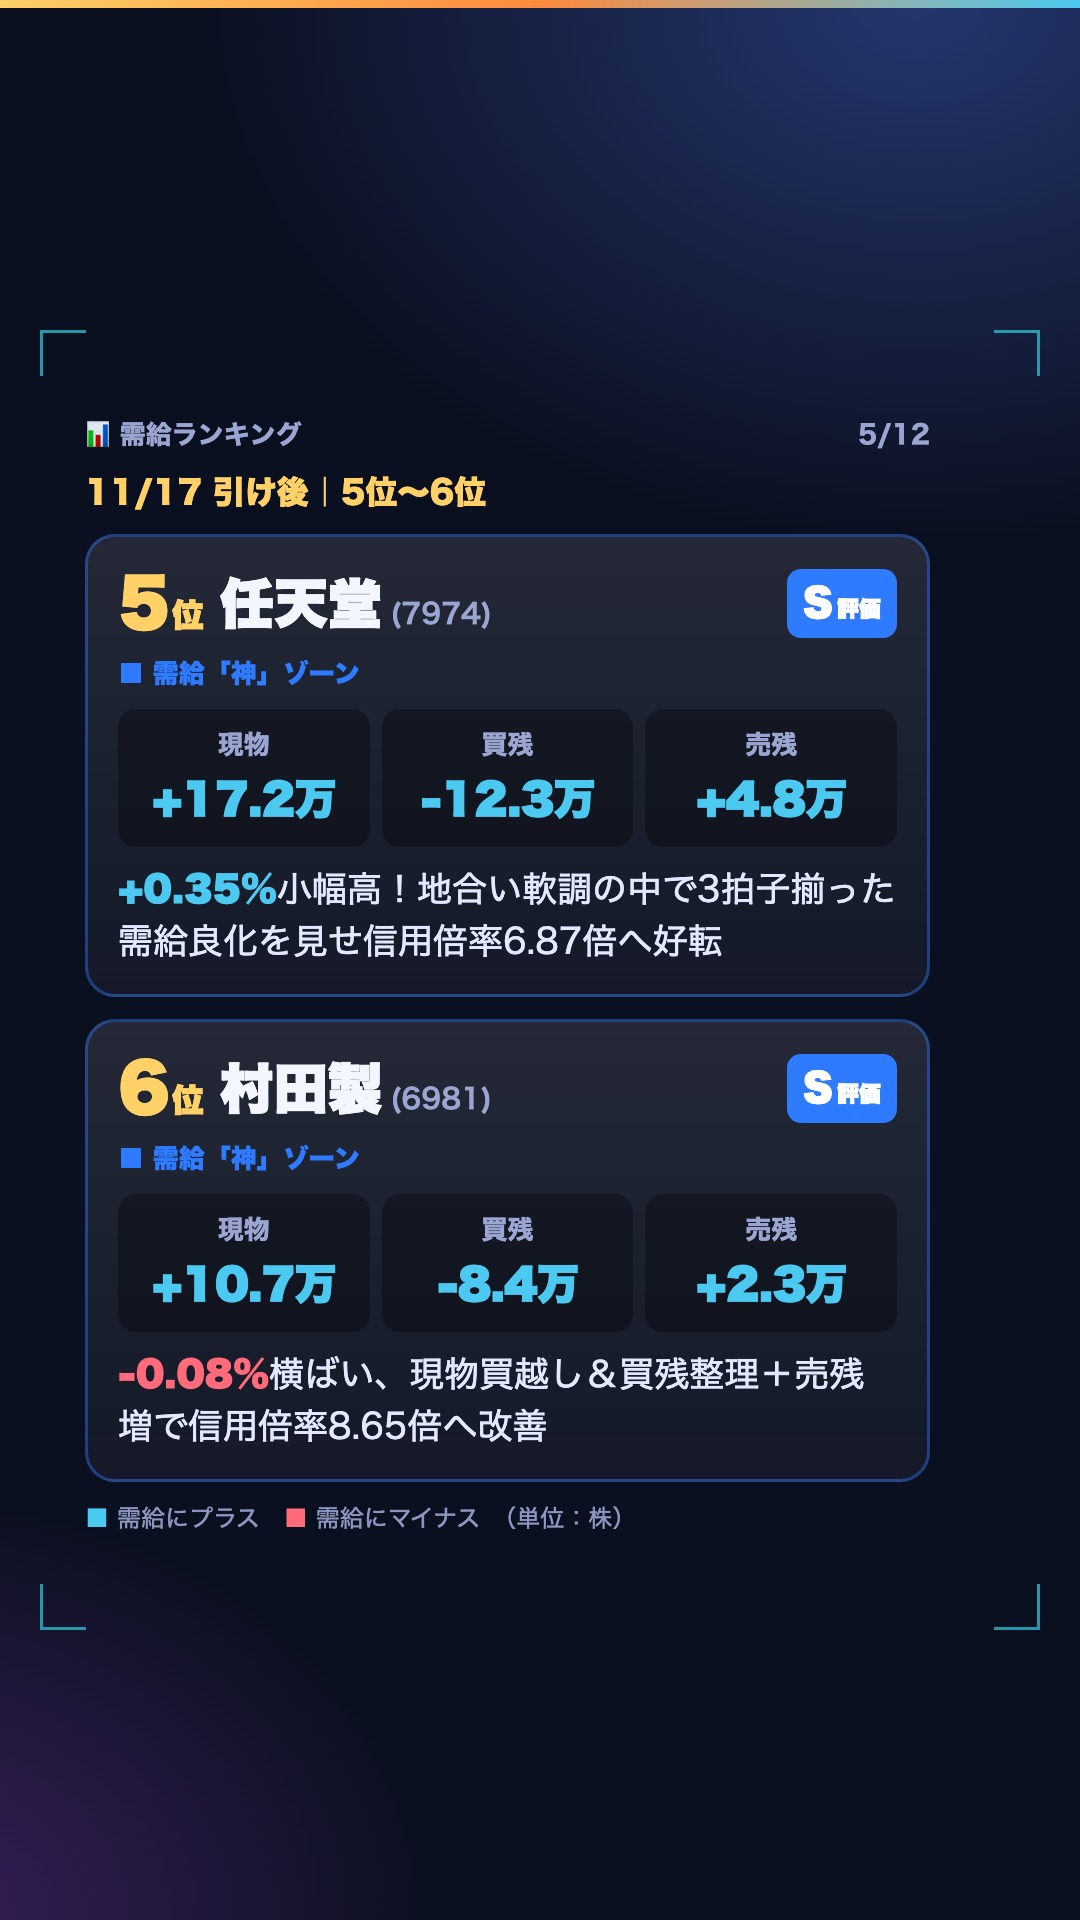 📊 需給ランキング 5/12
11/17 引け後｜5位〜6位
5位 任天堂 (7974) S評価
■ 需給「神」ゾーン
現物 買残 売残
+17.2万 -12.3万 +4.8万
+0.35%小幅高！地合い軟調の中で3拍子揃った
需給良化を見せ信用倍率6.87倍へ好転
6位 村田製 (6981) S評価
■ 需給「神」ゾーン
現物 買残 売残
+10.7万 -8.4万 +2.3万
-0.08%横ばい、現物買越し＆買残整理＋売残
増で信用倍率8.65倍へ改善
■ 需給にプラス ■ 需給にマイナス （単位：株）